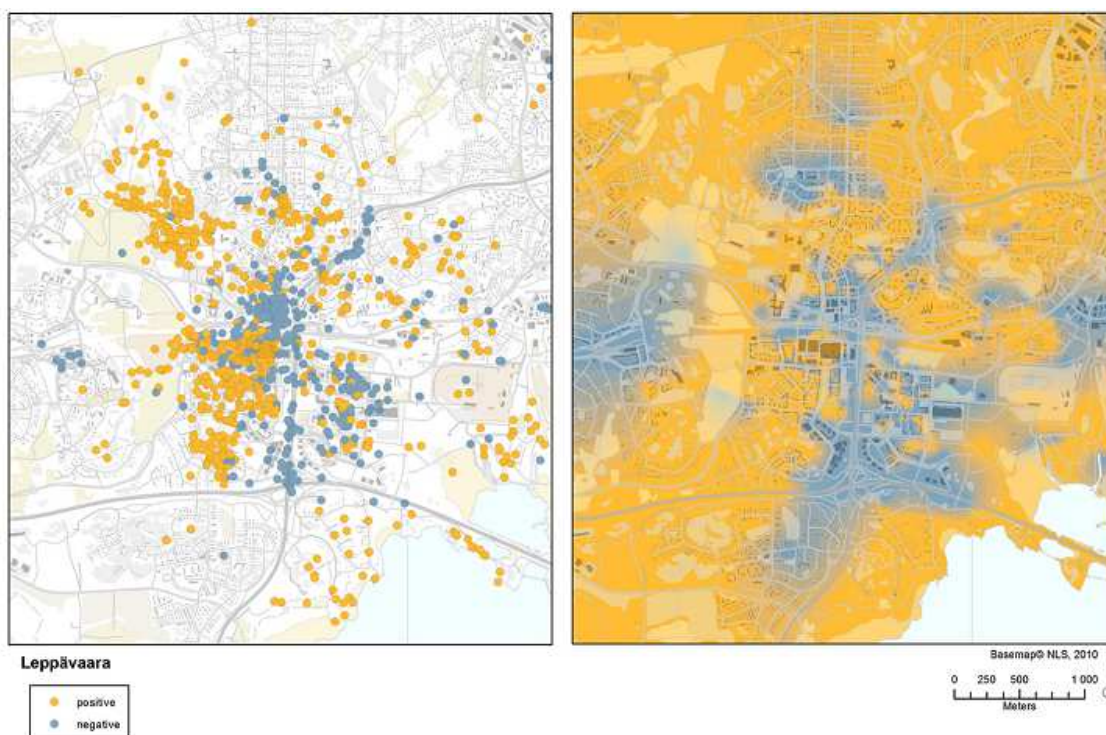 Leppävaara
positive
negative
Basemap© NLS, 2010
0 250 500 1 000
Meters